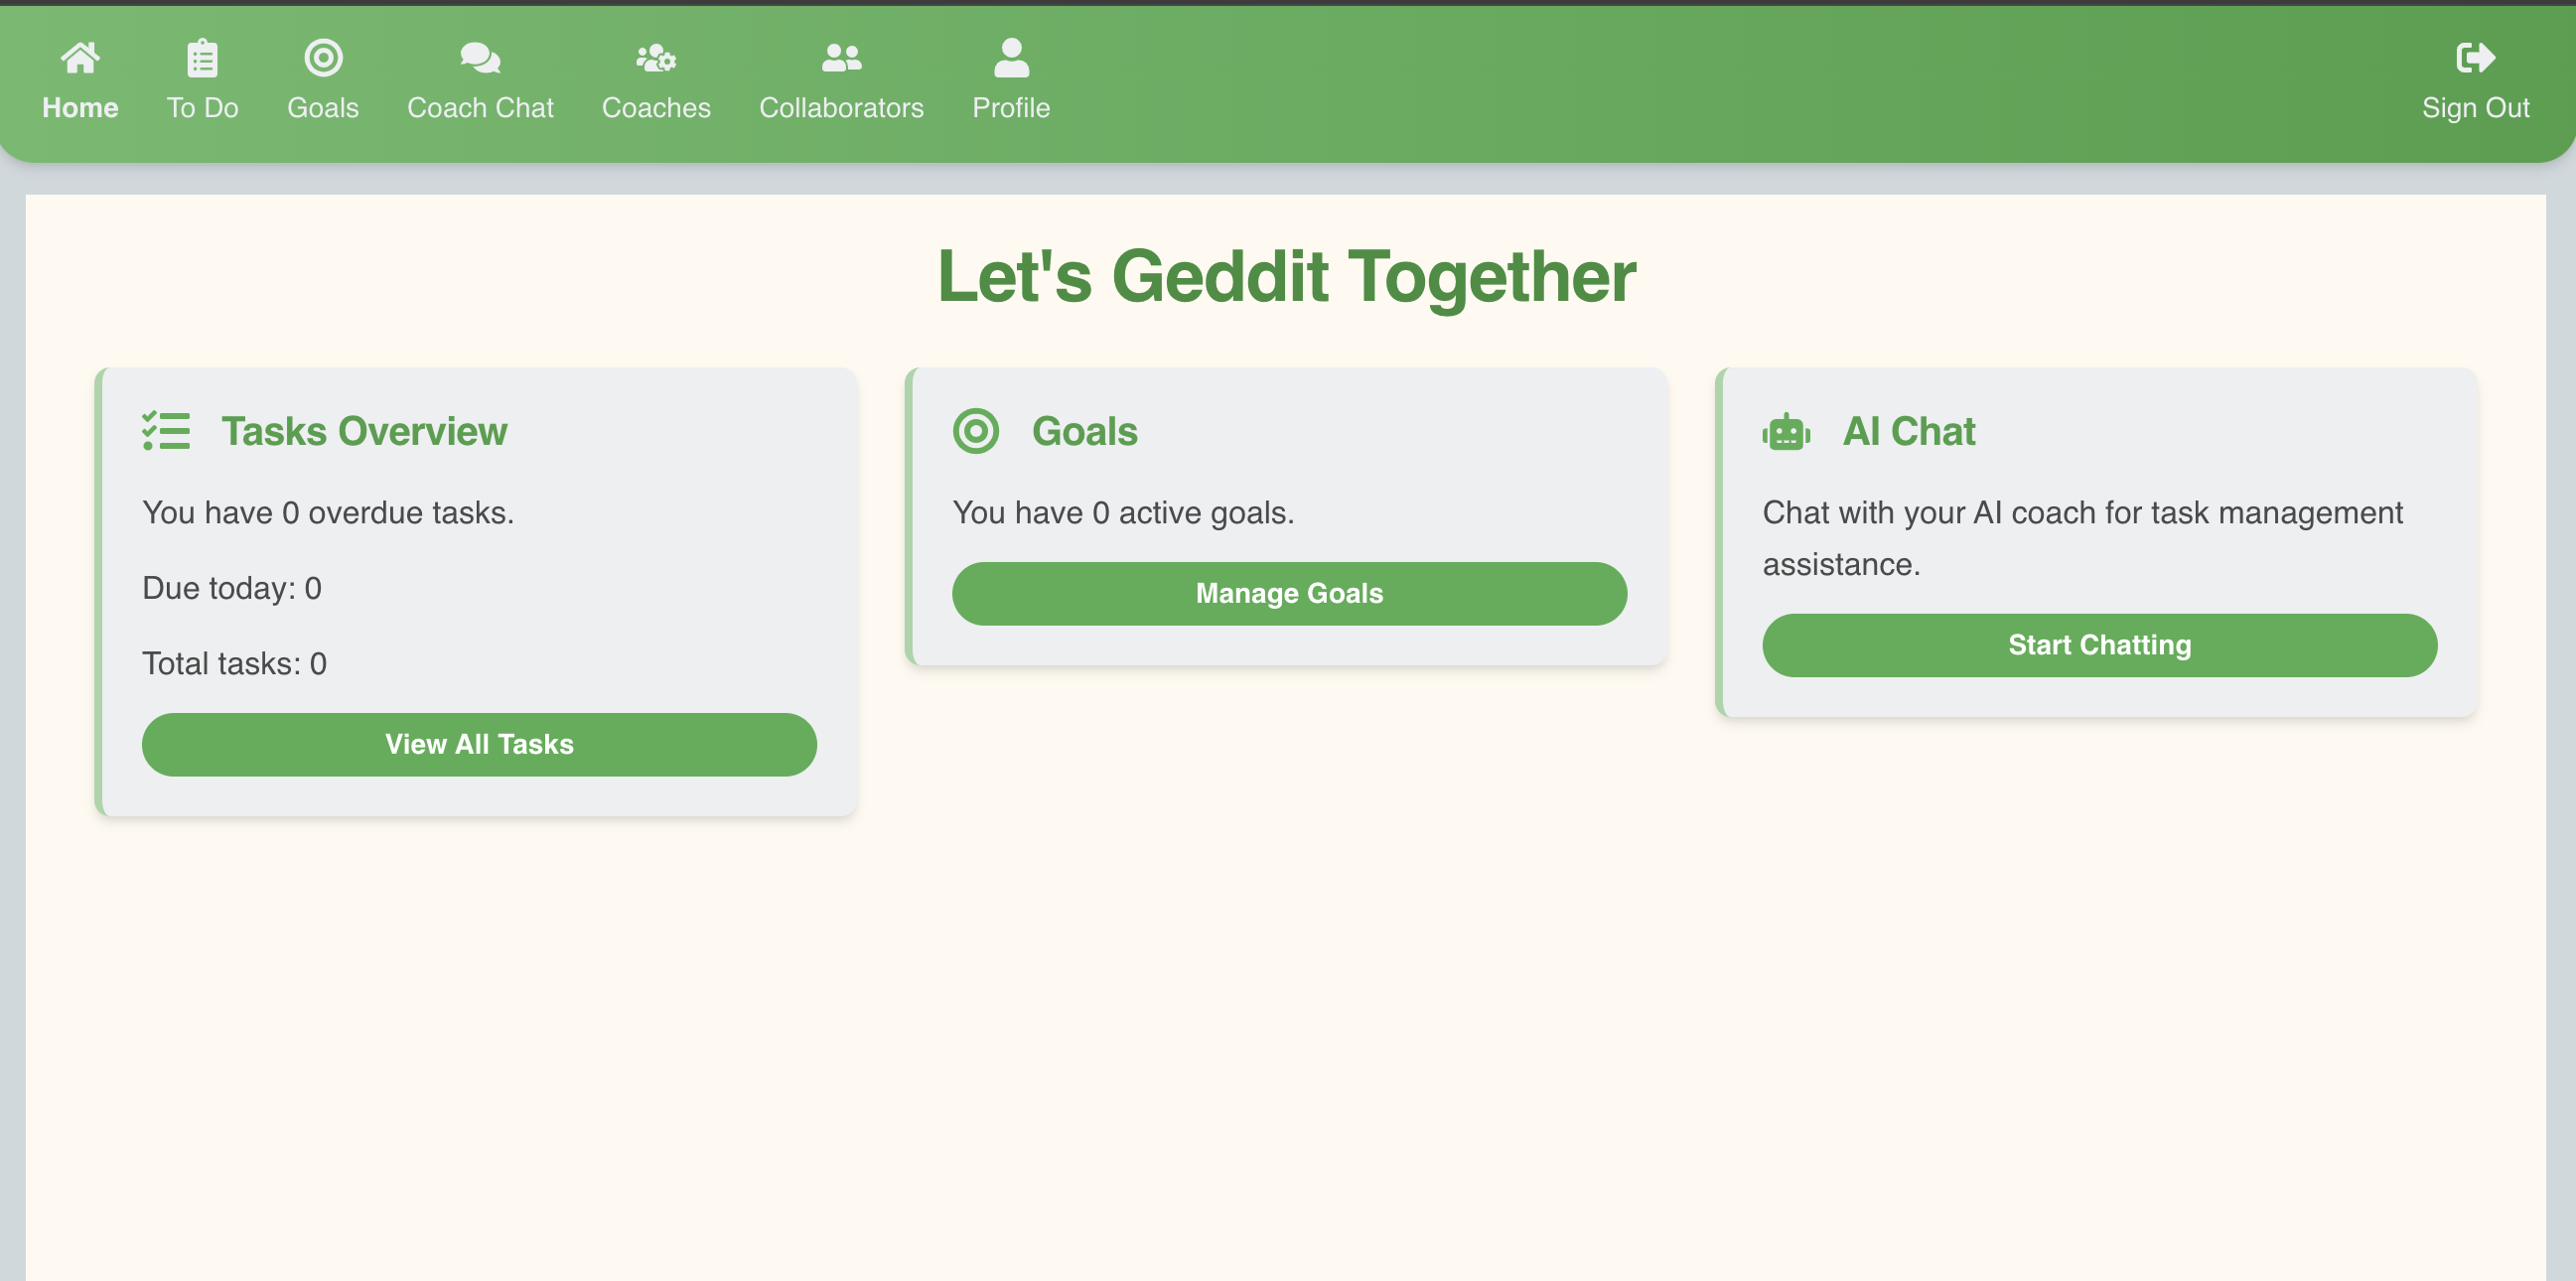 Home
To Do
Goals
Coach Chat
Coaches
Collaborators
Profile
Sign Out
Let's Geddit Together
Tasks Overview
You have 0 overdue tasks.
Due today: 0
Total tasks: 0
View All Tasks
Goals
You have 0 active goals.
Manage Goals
AI Chat
Chat with your AI coach for task management
assistance.
Start Chatting